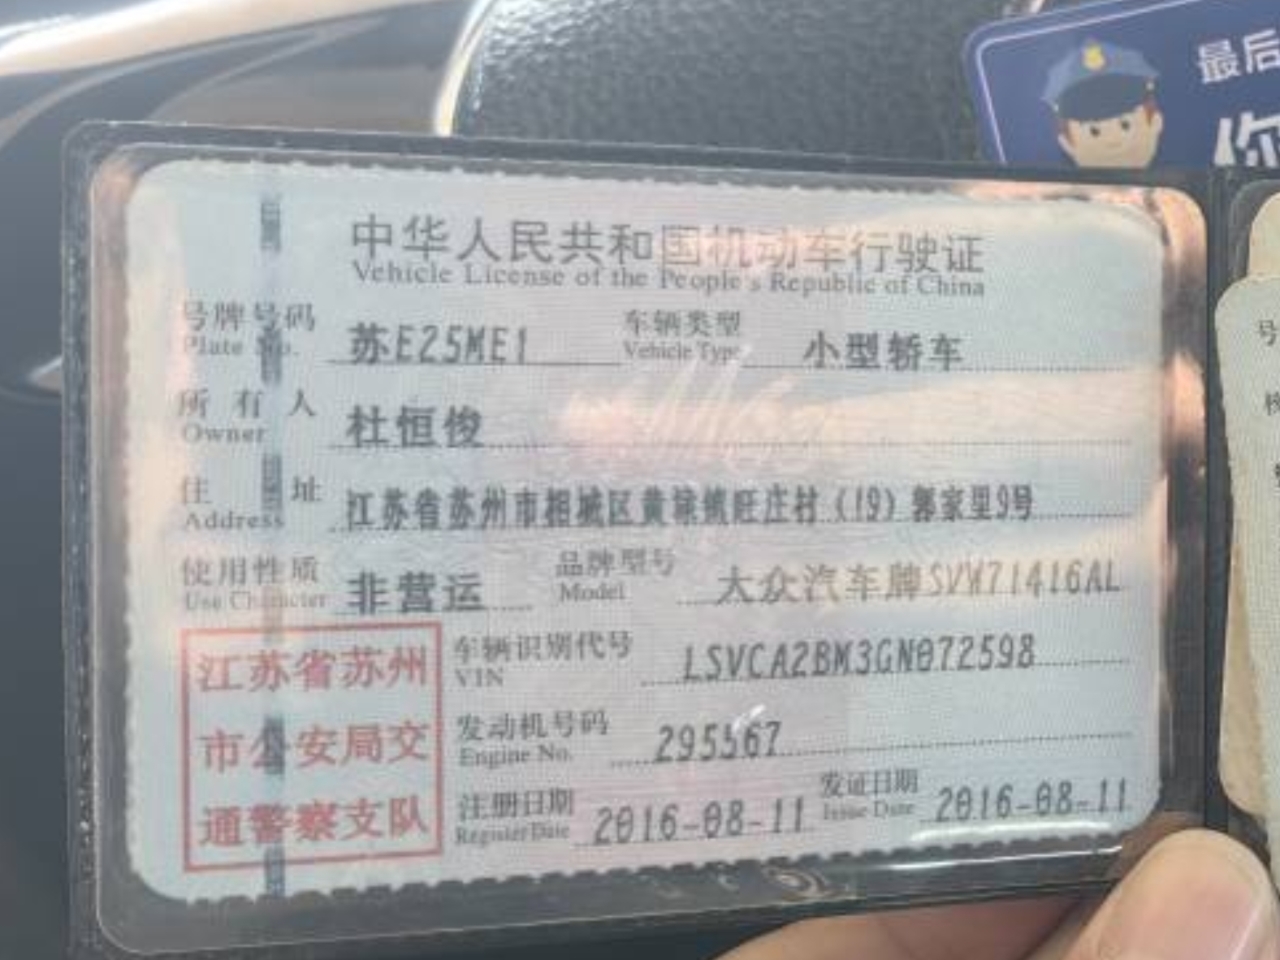 最后
你
中华人民共和国机动车行驶证
Vehicle License of the People's Republic of China
号牌号码 苏E25ME1 车辆类型 小型轿车
Plate No. Vehicle Type
所有人 杜恒俊
Owner
住址 江苏省苏州市相城区黄埭镇旺庄村(19)郭家里9号
Address
使用性质 非营运 品牌型号 大众汽车牌SVW71416AL
Use Character Model
江苏省苏州
市公安局交
通警察支队
车辆识别代号 LSVCA2BM3GN072598
VIN
发动机号码 295567
Engine No.
注册日期 2016-08-11 发证日期 2016-08-11
Register Date Issue Date
号